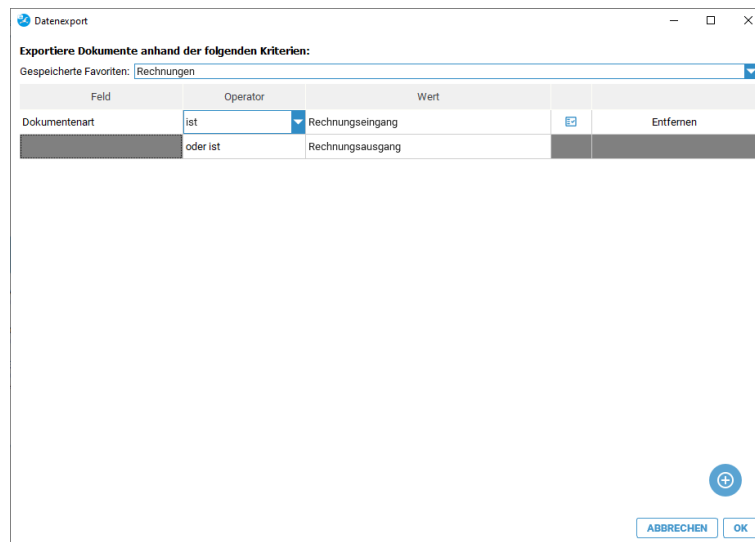 Datenexport
Exportiere Dokumente anhand der folgenden Kriterien:
Gespeicherte Favoriten: Rechnungen
Feld Operator Wert
Dokumentenart ist Rechnungseingang Entfernen
oder ist Rechnungsausgang
ABBRECHEN OK